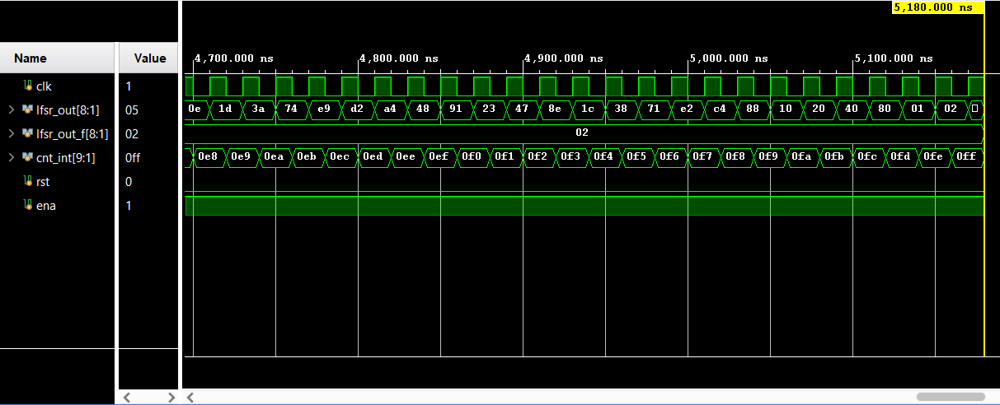 5,180.000 ns
Name Value
4,700.000 ns 4,800.000 ns 4,900.000 ns 5,000.000 ns 5,100.000 ns
clk 1
lfsr_out[8:1] 05 0e 1d 3a 74 e9 d2 a4 48 91 23 47 8e 1c 38 71 e2 c4 88 10 20 40 80 01 02
lfsr_out_f[8:1] 02 02
cnt_int[9:1] 0ff 0e8 0e9 0ea 0eb 0ec 0ed 0ee 0ef 0f0 0f1 0f2 0f3 0f4 0f5 0f6 0f7 0f8 0f9 0fa 0fb 0fc 0fd 0fe 0ff
rst 0
ena 1